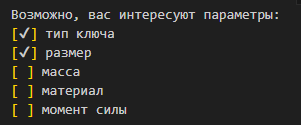 Возможно, вас интересуют параметры:
[✓] тип ключа
[✓] размер
[ ] масса
[ ] материал
[ ] момент силы